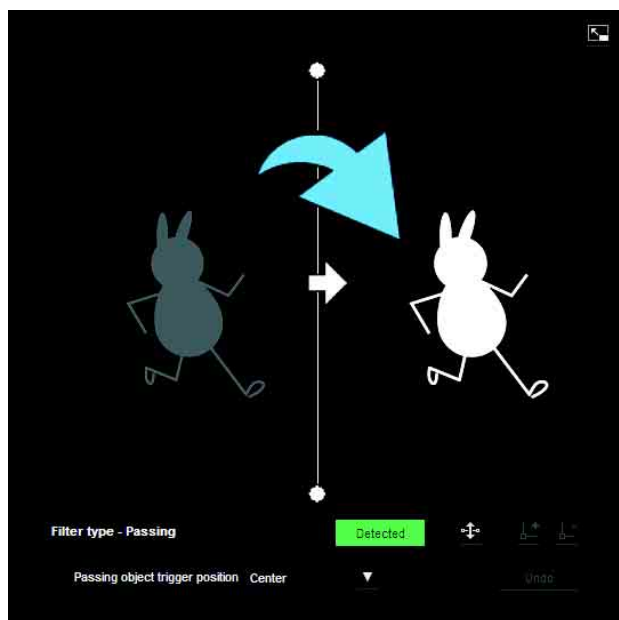 Filter type - Passing
Detected
Passing object trigger position Center
Undo